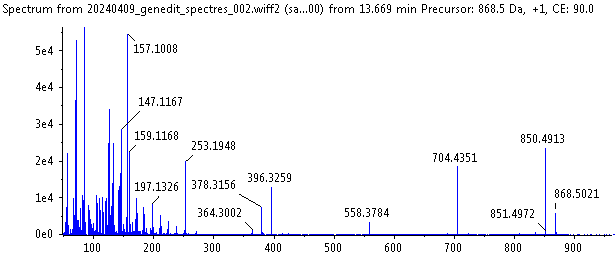 Spectrum from 20240409_genedit_spectres_002.wiff2 (sa...00) from 13.669 min Precursor: 868.5 Da, +1, CE: 90.0
157.1008
5e4
4e4
147.1167
850.4913
3e4
159.1168
253.1948
704.4351
2e4
197.1326
378.3156
396.3259
868.5021
1e4
364.3002
558.3784
851.4972
0e0
100 200 300 400 500 600 700 800 900